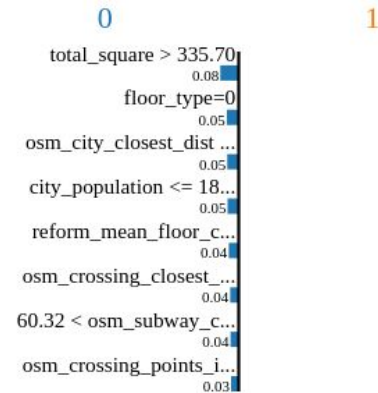 0 1
total_square > 335.70
0.08
floor_type=0
0.05
osm_city_closest_dist ...
0.05
city_population <= 18...
0.05
reform_mean_floor_c...
0.04
osm_crossing_closest_...
0.04
60.32 < osm_subway_c...
0.04
osm_crossing_points_i...
0.03